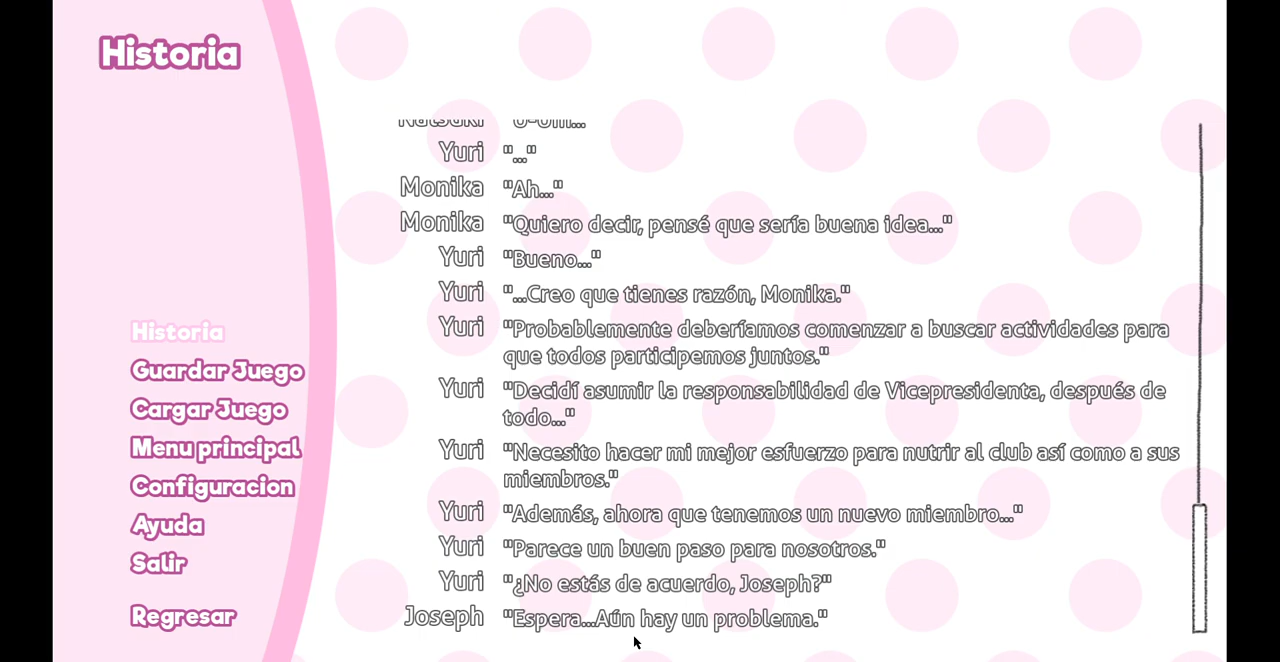 Historia
Yuri "..."
Monika "Ah..."
Monika "Quiero decir, pensé que sería buena idea..."
Yuri "Bueno..."
Yuri "...Creo que tienes razón, Monika."
Yuri "Probablemente deberíamos comenzar a buscar actividades para
que todos participemos juntos."
Yuri "Decidí asumir la responsabilidad de Vicepresidenta, después de
todo..."
Yuri "Necesito hacer mi mejor esfuerzo para nutrir al club así como a sus
miembros."
Yuri "Además, ahora que tenemos un nuevo miembro..."
Yuri "Parece un buen paso para nosotros."
Yuri "¿No estás de acuerdo, Joseph?"
Joseph "Espera...Aún hay un problema."
Historia
Guardar Juego
Cargar Juego
Menu principal
Configuracion
Ayuda
Salir
Regresar